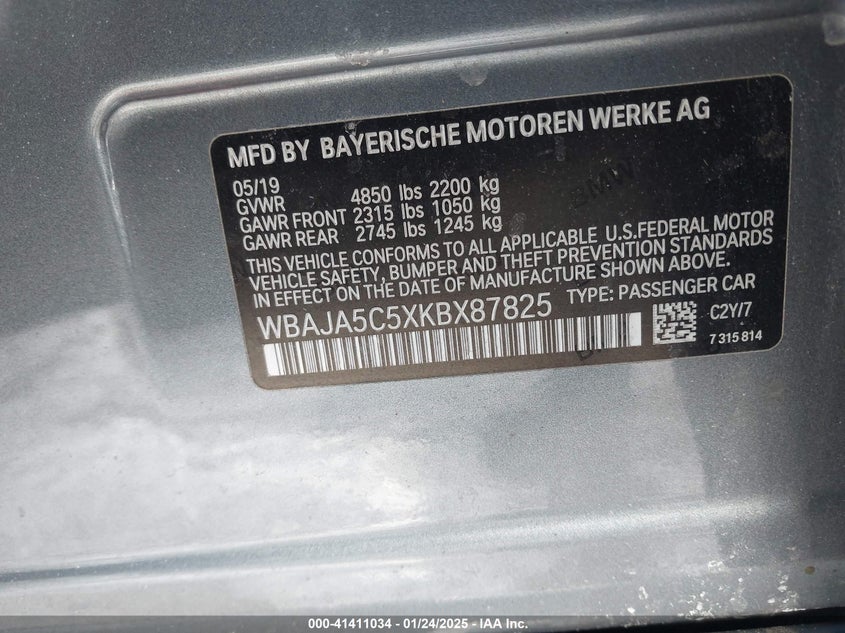 MFD BY BAYERISCHE MOTOREN WERKE AG
05/19
GVWR 4850 lbs 2200 kg
GAWR FRONT 2315 lbs 1050 kg
GAWR REAR 2745 lbs 1245 kg
THIS VEHICLE CONFORMS TO ALL APPLICABLE U.S.FEDERAL MOTOR
VEHICLE SAFETY, BUMPER AND THEFT PREVENTION STANDARDS
IN EFFECT ON THE DATE OF MANUFACTURE SHOWN ABOVE.
WBAJA5C5XKBX87825 TYPE: PASSENGER CAR
C2Y/7
7 315 814
BMW
000-41411034 - 01/24/2025 - IAA Inc.